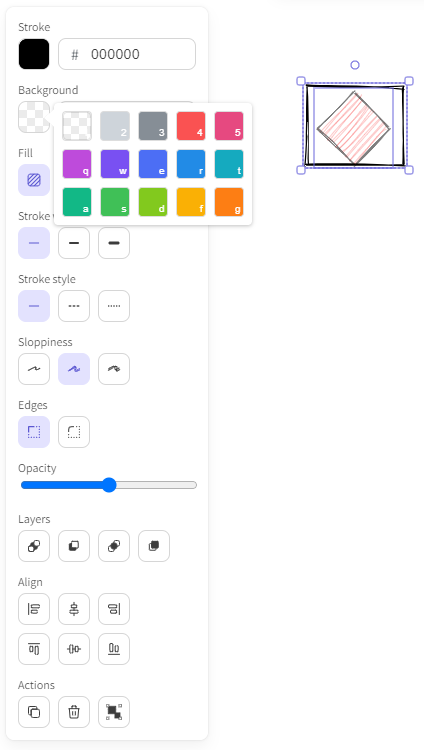 Stroke
# 000000
Background
2 3 4 5
Fill
q w e r t
a s d f g
Stroke w
Stroke style
Sloppiness
Edges
Opacity
Layers
Align
Actions